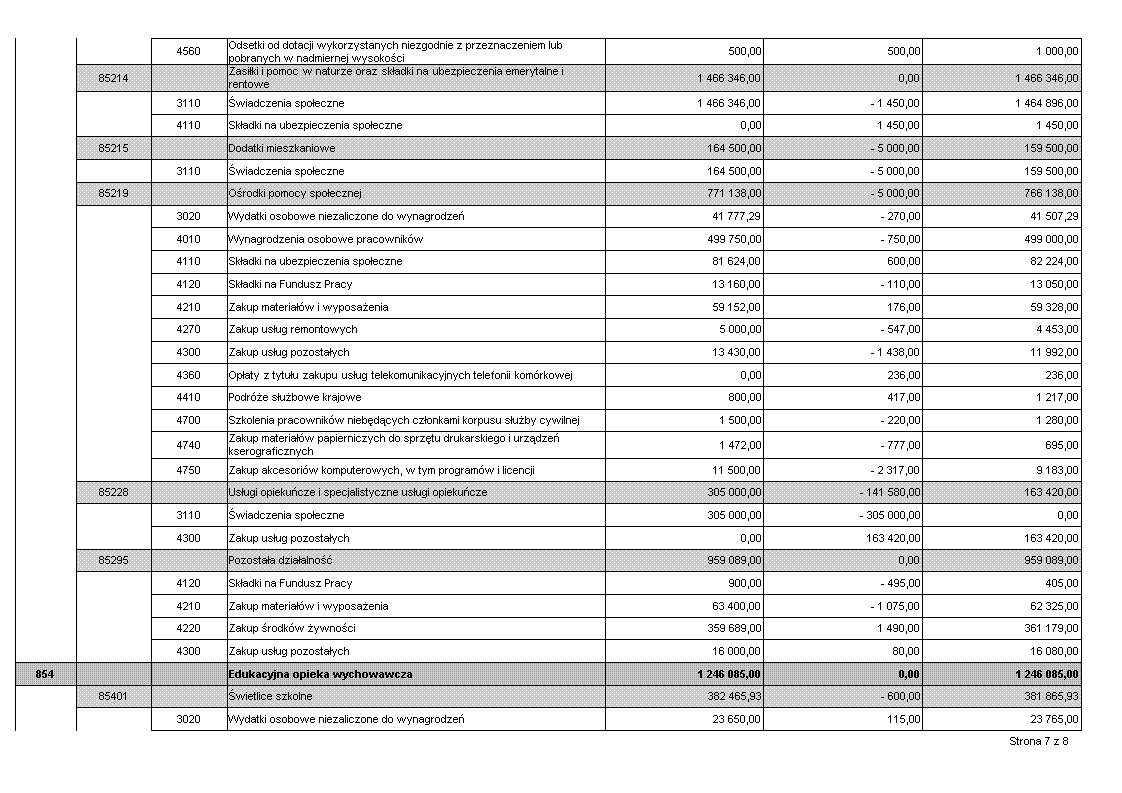 4560 Odsetki od dotacji wykorzystanych niezgodnie z przeznaczeniem lub
pobranych w nadmiernej wysokości 500,00 500,00 1 000,00
85214 Zasiłki i pomoc w naturze oraz składki na ubezpieczenia emerytalne i
rentowe 1 466 346,00 0,00 1 466 346,00
3110 Świadczenia społeczne 1 466 346,00 - 1 450,00 1 464 896,00
4110 Składki na ubezpieczenia społeczne 0,00 1 450,00 1 450,00
85215 Dodatki mieszkaniowe 164 500,00 - 5 000,00 159 500,00
3110 Świadczenia społeczne 164 500,00 - 5 000,00 159 500,00
85219 Ośrodki pomocy społecznej 771 138,00 - 5 000,00 766 138,00
3020 Wydatki osobowe niezaliczone do wynagrodzeń 41 777,29 - 270,00 41 507,29
4010 Wynagrodzenia osobowe pracowników 499 750,00 - 750,00 499 000,00
4110 Składki na ubezpieczenia społeczne 81 624,00 600,00 82 224,00
4120 Składki na Fundusz Pracy 13 160,00 - 110,00 13 050,00
4210 Zakup materiałów i wyposażenia 59 152,00 176,00 59 328,00
4270 Zakup usług remontowych 5 000,00 - 547,00 4 453,00
4300 Zakup usług pozostałych 13 430,00 - 1 438,00 11 992,00
4360 Opłaty z tytułu zakupu usług telekomunikacyjnych telefonii komórkowej 0,00 236,00 236,00
4410 Podróże służbowe krajowe 800,00 417,00 1 217,00
4700 Szkolenia pracowników niebędących członkami korpusu służby cywilnej 1 500,00 - 220,00 1 280,00
4740 Zakup materiałów papierniczych do sprzętu drukarskiego i urządzeń
kserograficznych 1 472,00 - 777,00 695,00
4750 Zakup akcesoriów komputerowych, w tym programów i licencji 11 500,00 - 2 317,00 9 183,00
85228 Usługi opiekuńcze i specjalistyczne usługi opiekuńcze 305 000,00 - 141 580,00 163 420,00
3110 Świadczenia społeczne 305 000,00 - 305 000,00 0,00
4300 Zakup usług pozostałych 0,00 163 420,00 163 420,00
85295 Pozostała działalność 959 089,00 0,00 959 089,00
4120 Składki na Fundusz Pracy 900,00 - 495,00 405,00
4210 Zakup materiałów i wyposażenia 63 400,00 - 1 075,00 62 325,00
4220 Zakup środków żywności 359 689,00 1 490,00 361 179,00
4300 Zakup usług pozostałych 16 000,00 80,00 16 080,00
854 Edukacyjna opieka wychowawcza 1 246 085,00 0,00 1 246 085,00
85401 Świetlice szkolne 382 465,93 - 600,00 381 865,93
3020 Wydatki osobowe niezaliczone do wynagrodzeń 23 650,00 115,00 23 765,00
Strona 7 z 8